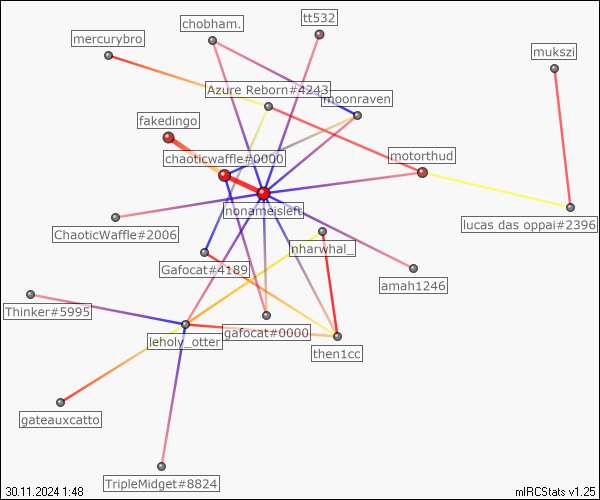 chobham.
tt532
mercurybro
mukszi
Azure Reborn#4243
moonraven
fakedingo
chaoticwaffle#0000
motorthud
nonameisleft
lucas das oppai#2396
ChaoticWaffle#2006
nharwhal_
Gafocat#4189
amah1246
Thinker#5995
gafocat#0000
leholy_otter
then1cc
gateauxcatto
TripleMidget#8824
30.11.2024 1:48
mIRCStats v1.25